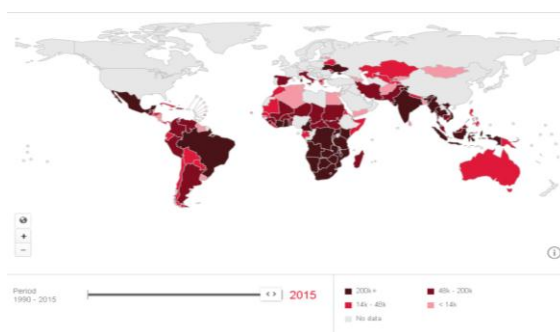 +
−
Period
1990 - 2015
2015
200k+
48k - 200k
14k - 48k
< 14k
No data